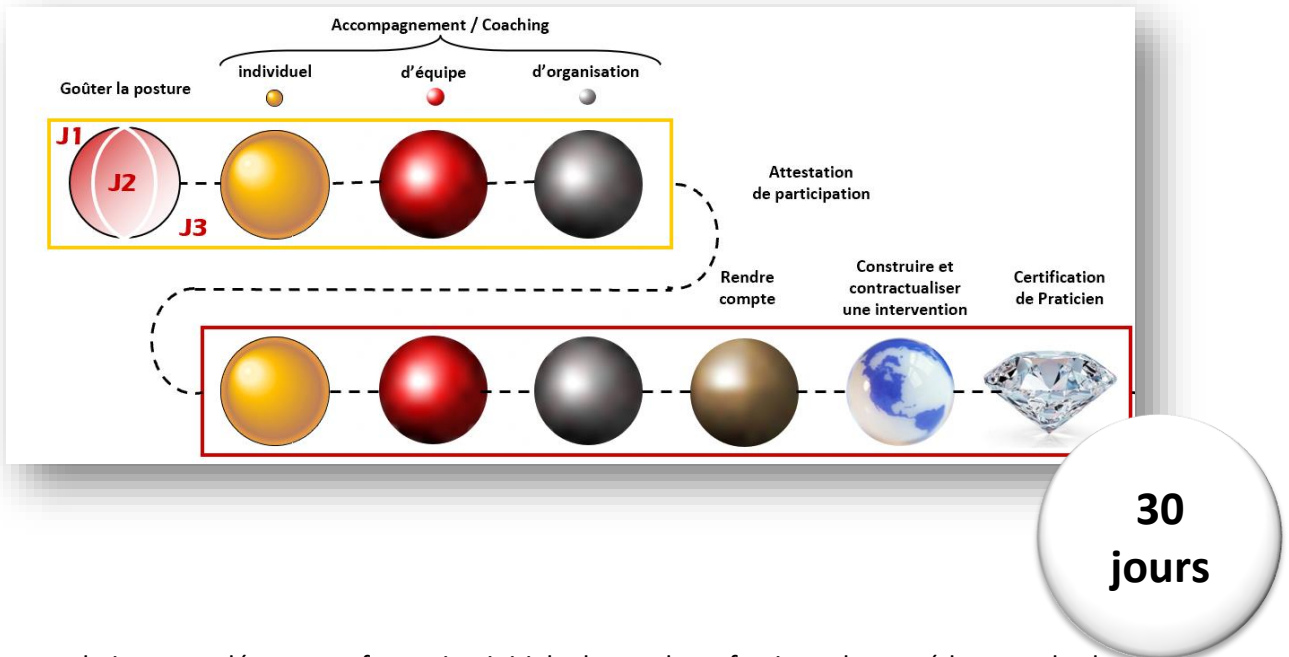 Accompagnement / Coaching
individuel
d'équipe
d'organisation
Goûter la posture
J1
J2
J3
Attestation
de participation
Rendre
compte
Construire et
contractualiser
une intervention
Certification
de Praticien
30
jours